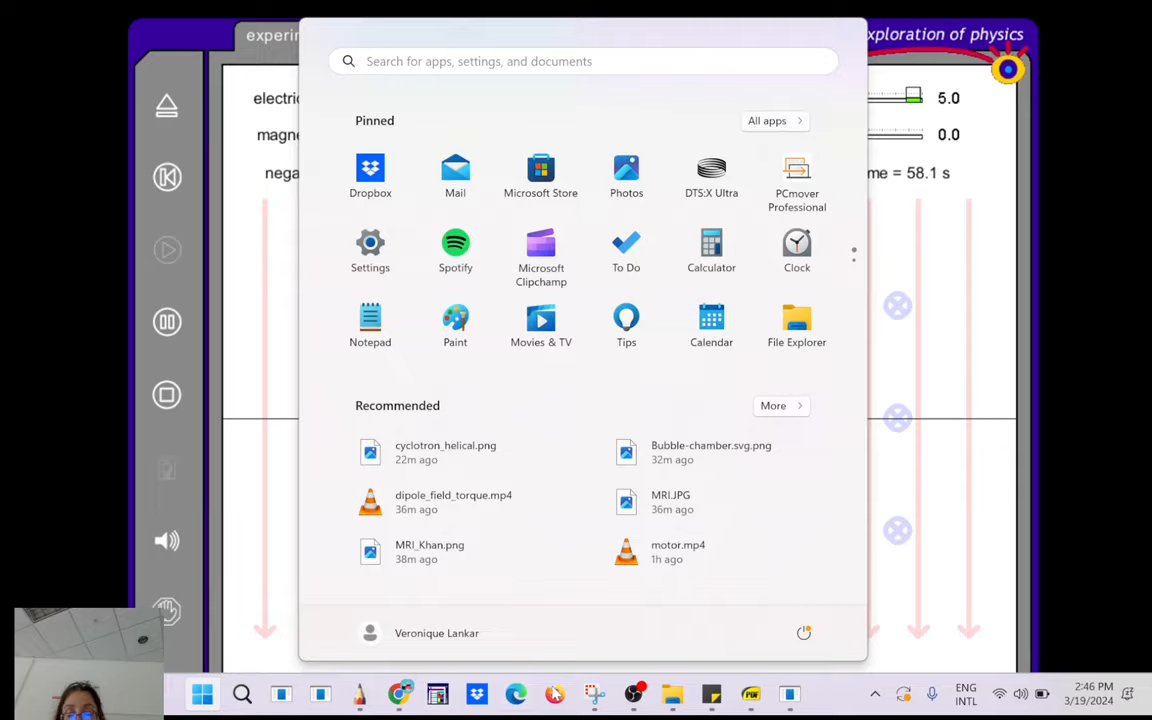 experi
xploration of physics
Search for apps, settings, and documents
electri
5.0
Pinned
All apps
magne
0.0
nega
me = 58.1 s
Dropbox
Mail
Microsoft Store
Photos
DTS:X Ultra
PCmover
Professional
Settings
Spotify
Microsoft
Clipchamp
To Do
Calculator
Clock
Notepad
Paint
Movies & TV
Tips
Calendar
File Explorer
Recommended
More
cyclotron_helical.png
22m ago
Bubble-chamber.svg.png
32m ago
dipole_field_torque.mp4
36m ago
MRI.JPG
36m ago
MRI_Khan.png
38m ago
motor.mp4
1h ago
Veronique Lankar
ENG
INTL
2:46 PM
3/19/2024